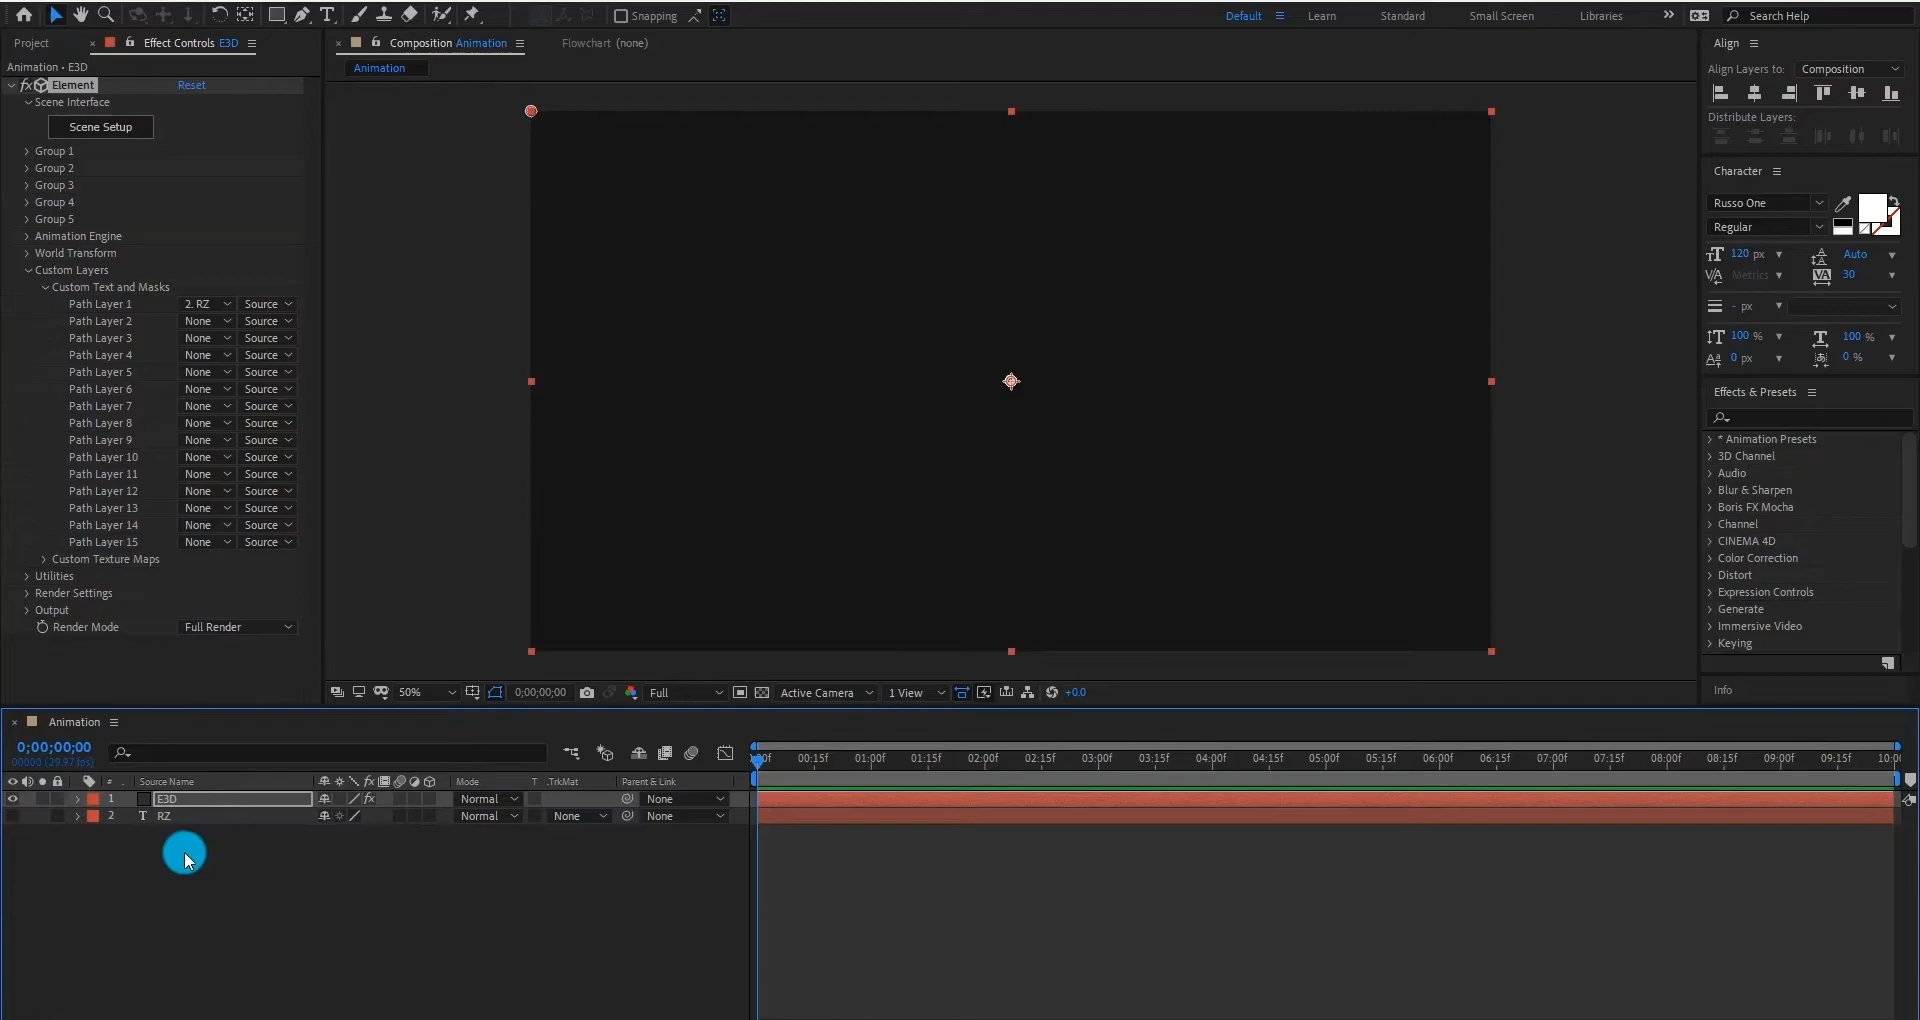 Snapping
Default
Learn
Standard
Small Screen
Libraries
»
Search Help
Project
× Effect Controls E3D
× Composition Animation
Flowchart (none)
Align
Animation • E3D
Animation
Align Layers to: Composition
fx Element Reset
Scene Interface
Scene Setup
Distribute Layers:
Group 1
Group 2
Group 3
Group 4
Group 5
Animation Engine
World Transform
Custom Layers
Custom Text and Masks
Path Layer 1 2. RZ Source
Path Layer 2 None Source
Path Layer 3 None Source
Path Layer 4 None Source
Path Layer 5 None Source
Path Layer 6 None Source
Path Layer 7 None Source
Path Layer 8 None Source
Path Layer 9 None Source
Path Layer 10 None Source
Path Layer 11 None Source
Path Layer 12 None Source
Path Layer 13 None Source
Path Layer 14 None Source
Path Layer 15 None Source
Custom Texture Maps
Utilities
Render Settings
Output
Render Mode Full Render
Character
Russo One
Regular
120 px Auto
Metrics 30
- px
100 % 100 %
0 px 0 %
Effects & Presets
* Animation Presets
3D Channel
Audio
Blur & Sharpen
Boris FX Mocha
Channel
CINEMA 4D
Color Correction
Distort
Expression Controls
Generate
Immersive Video
Keying
Info
50% 0;00;00;00 Full Active Camera 1 View +0.0
× Animation
0;00;00;00
00000 (29.97 fps)
00:15f 01:00f 01:15f 02:00f 02:15f 03:00f 03:15f 04:00f 04:15f 05:00f 05:15f 06:00f 06:15f 07:00f 07:15f 08:00f 08:15f 09:00f 09:15f 10:00
# Source Name fx Mode T .TrkMat Parent & Link
1 E3D fx Normal None
2 T RZ Normal None None